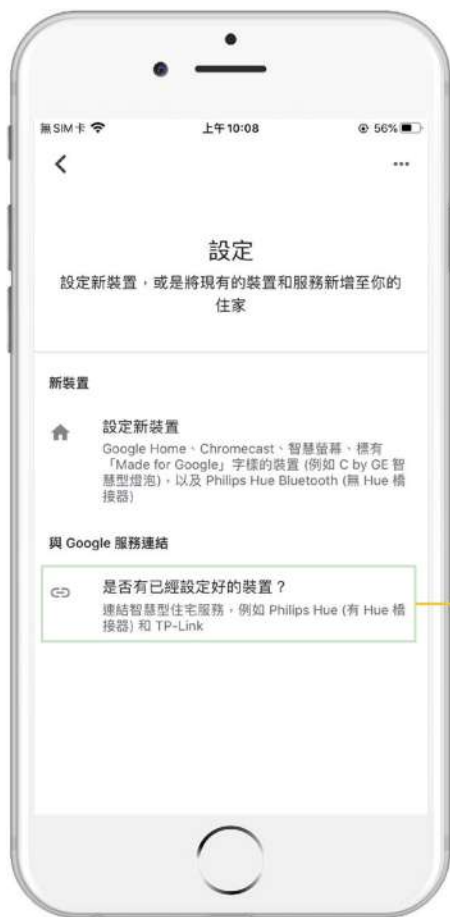 無SIM卡
上午10:08
56%
設定
設定新裝置，或是將現有的裝置和服務新增至你的
住家
新裝置
設定新裝置
Google Home、Chromecast、智慧螢幕、標有
「Made for Google」字樣的裝置 (例如 C by GE 智
慧型燈泡)，以及 Philips Hue Bluetooth (無 Hue 橋
接器)
與 Google 服務連結
是否有已經設定好的裝置？
連結智慧型住宅服務，例如 Philips Hue (有 Hue 橋
接器) 和 TP-Link